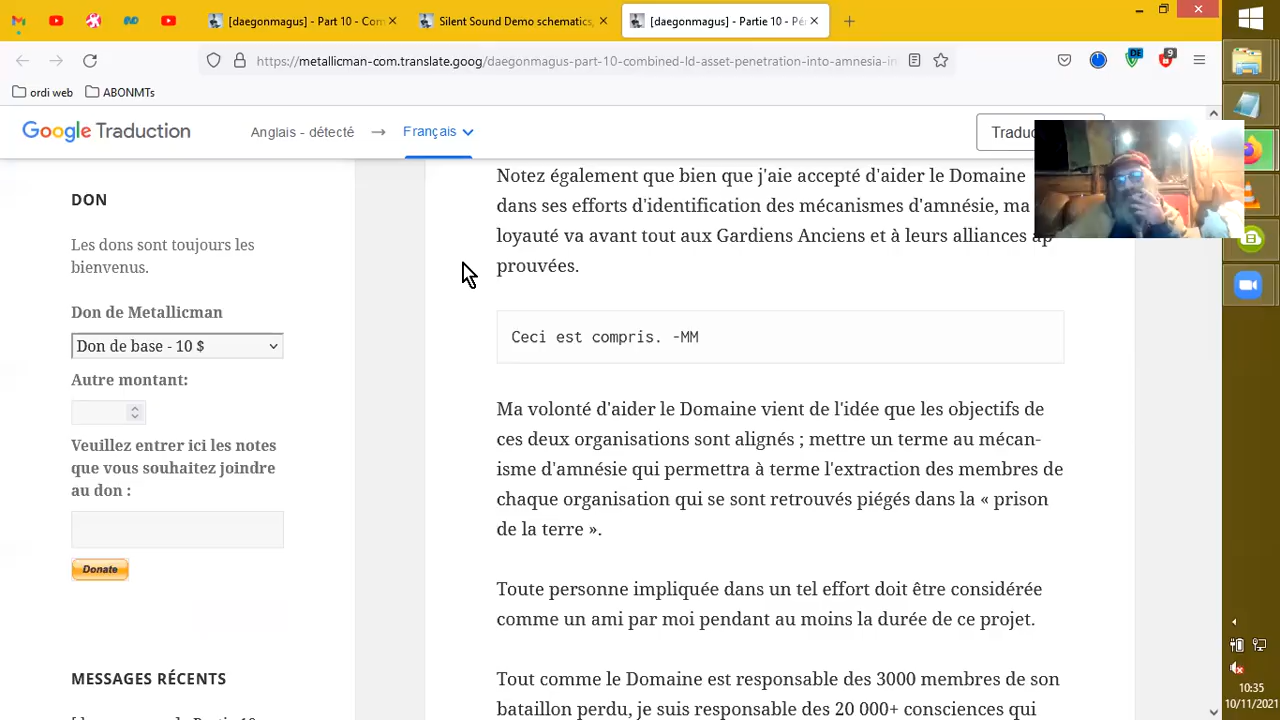 [daegonmagus] - Part 10 - Com
Silent Sound Demo schematics,
[daegonmagus] - Partie 10 - Pé
https://metallicman-com.translate.goog/daegonmagus-part-10-combined-ld-asset-penetration-into-amnesia-in
DE
9
ordi web
ABONMTs
Google Traduction
Anglais - détecté
Français
Traduc
DON
Les dons sont toujours les
bienvenus.
Don de Metallicman
Don de base - 10 $
Autre montant:
Veuillez entrer ici les notes
que vous souhaitez joindre
au don :
Donate
MESSAGES RÉCENTS
Notez également que bien que j'aie accepté d'aider le Domaine
dans ses efforts d'identification des mécanismes d'amnésie, ma
loyauté va avant tout aux Gardiens Anciens et à leurs alliances ap
prouvées.
Ceci est compris. -MM
Ma volonté d'aider le Domaine vient de l'idée que les objectifs de
ces deux organisations sont alignés ; mettre un terme au mécan-
isme d'amnésie qui permettra à terme l'extraction des membres de
chaque organisation qui se sont retrouvés piégés dans la « prison
de la terre ».
Toute personne impliquée dans un tel effort doit être considérée
comme un ami par moi pendant au moins la durée de ce projet.
Tout comme le Domaine est responsable des 3000 membres de son
bataillon perdu, je suis responsable des 20 000+ consciences qui
10:35
10/11/2021